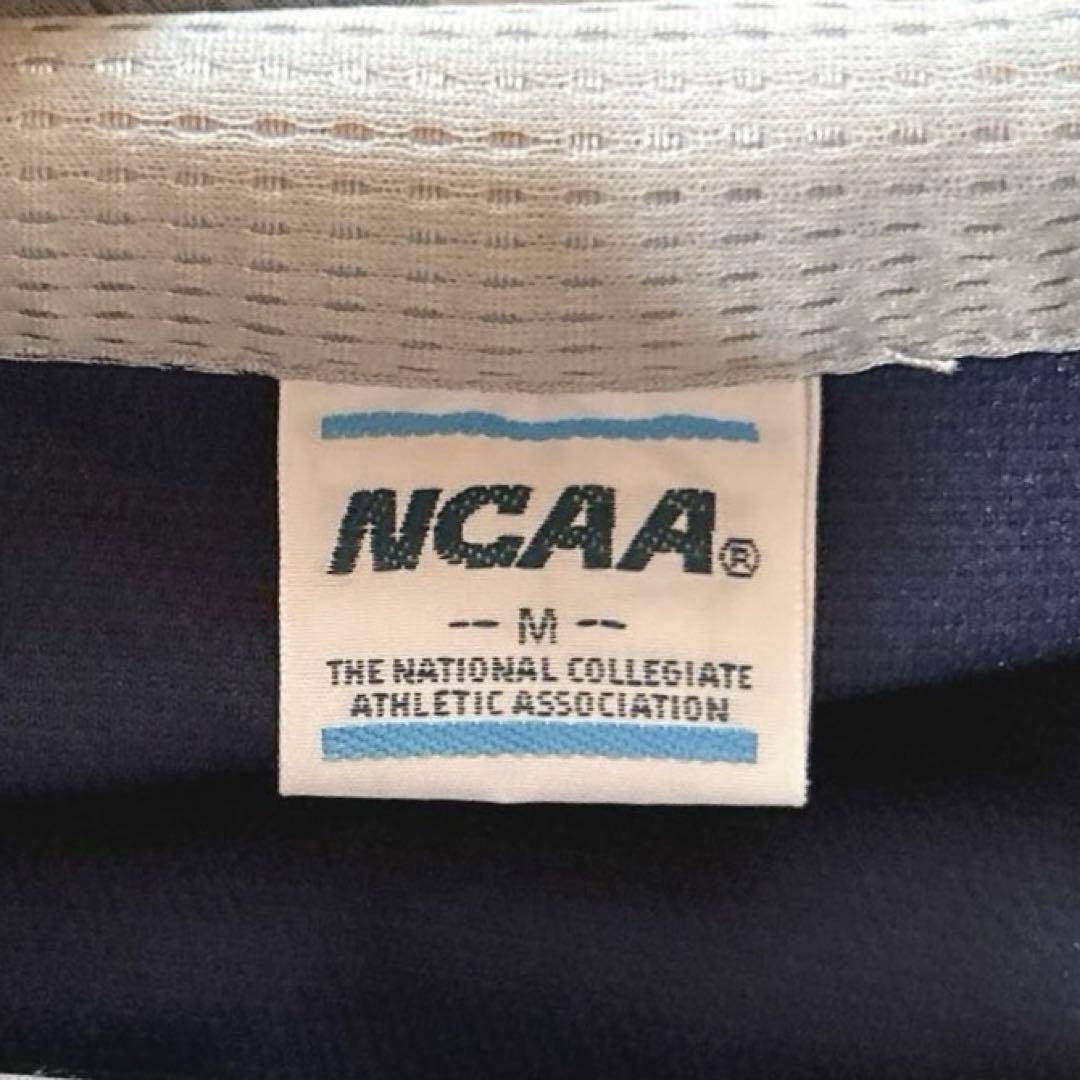 NCAA®
-- M --
THE NATIONAL COLLEGIATE
ATHLETIC ASSOCIATION